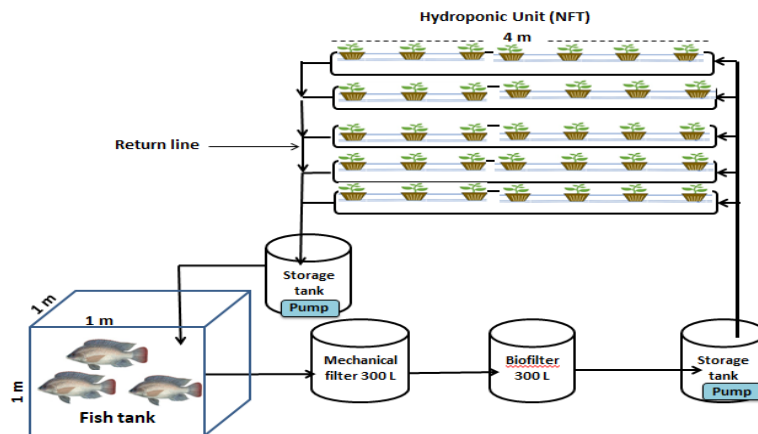 Hydroponic Unit (NFT)
4 m
Return line
Storage
tank
Pump
1 m
1 m
1 m
Fish tank
Mechanical
filter 300 L
Biofilter
300 L
Storage
tank
Pump